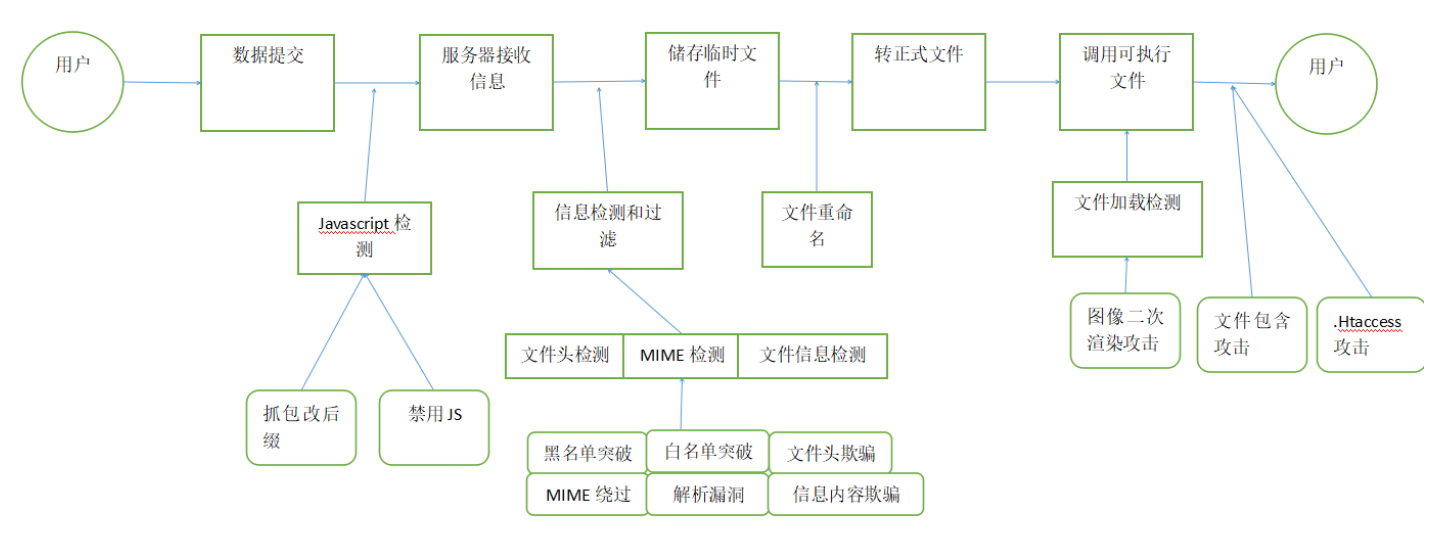 用户
数据提交
服务器接收
信息
储存临时文
件
转正式文件
调用可执行
文件
用户
Javascript 检
测
信息检测和过
滤
文件重命
名
文件加载检测
图像二次
渲染攻击
文件包含
攻击
.Htaccess
攻击
文件头检测
MIME 检测
文件信息检测
抓包改后
缀
禁用 JS
黑名单突破
白名单突破
文件头欺骗
MIME 绕过
解析漏洞
信息内容欺骗